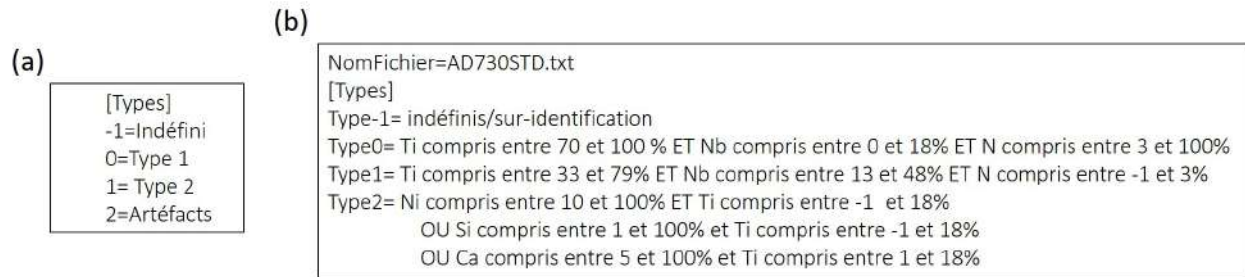 (a)
[Types]
-1=Indéfini
0=Type 1
1= Type 2
2=Artéfacts
(b)
NomFichier=AD730STD.txt
[Types]
Type-1= indéfinis/sur-identification
Type0= Ti compris entre 70 et 100 % ET Nb compris entre 0 et 18% ET N compris entre 3 et 100%
Type1= Ti compris entre 33 et 79% ET Nb compris entre 13 et 48% ET N compris entre -1 et 3%
Type2= Ni compris entre 10 et 100% ET Ti compris entre -1 et 18%
OU Si compris entre 1 et 100% et Ti compris entre -1 et 18%
OU Ca compris entre 5 et 100% et Ti compris entre 1 et 18%